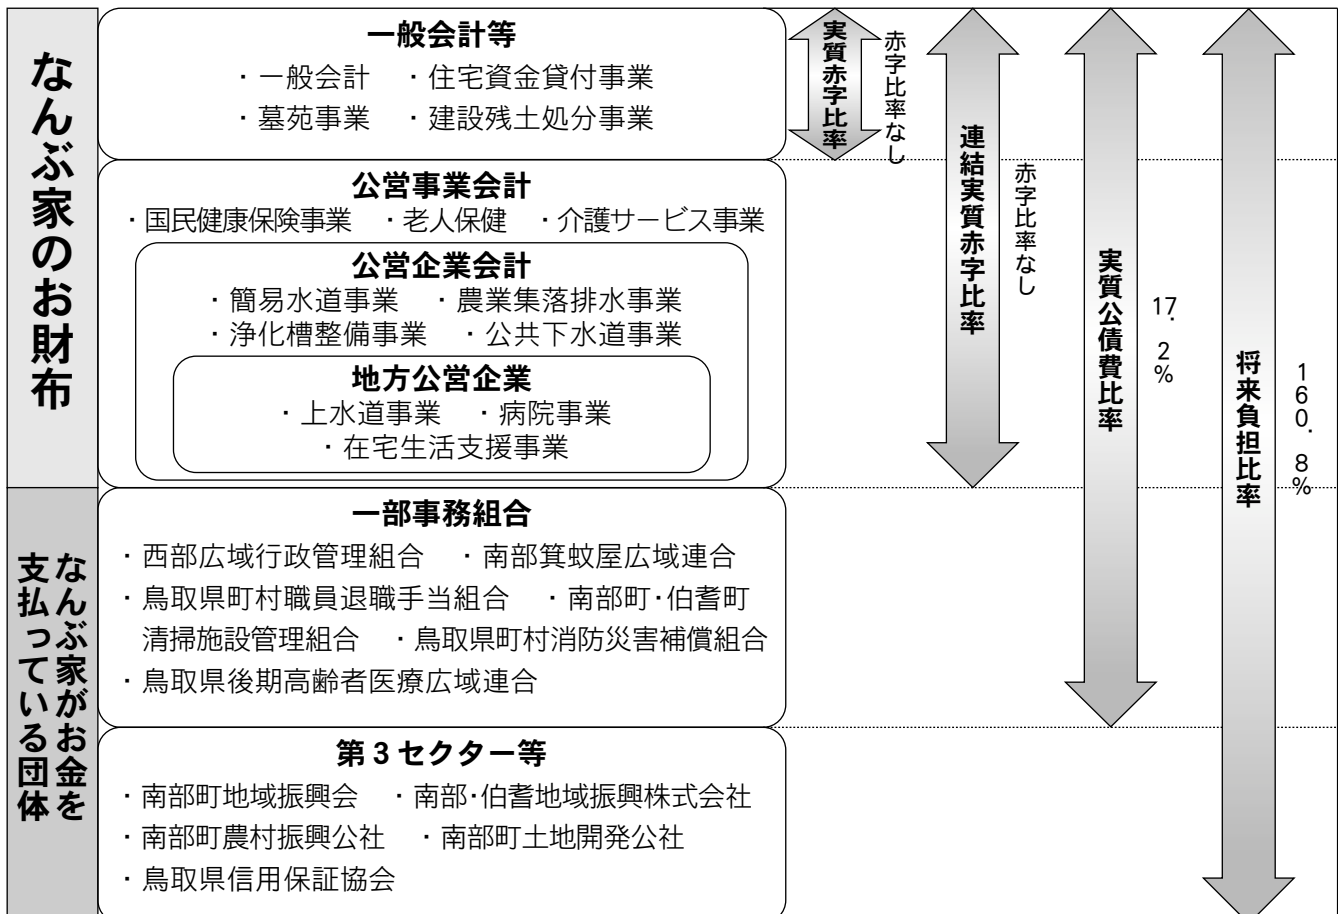 なんぶ家のお財布
一般会計等
・一般会計 ・住宅資金貸付事業
・墓苑事業 ・建設残土処分事業
公営事業会計
・国民健康保険事業 ・老人保健 ・介護サービス事業
公営企業会計
・簡易水道事業 ・農業集落排水事業
・浄化槽整備事業 ・公共下水道事業
地方公営企業
・上水道事業 ・病院事業
・在宅生活支援事業
なんぶ家がお金を
支払っている団体
一部事務組合
・西部広域行政管理組合 ・南部箕蚊屋広域連合
・鳥取県町村職員退職手当組合 ・南部町・伯耆町
清掃施設管理組合 ・鳥取県町村消防災害補償組合
・鳥取県後期高齢者医療広域連合
第3セクター等
・南部町地域振興会 ・南部・伯耆地域振興株式会社
・南部町農村振興公社 ・南部町土地開発公社
・鳥取県信用保証協会
実質赤字比率
赤字比率なし
連結実質赤字比率
赤字比率なし
実質公債費比率
17.2%
将来負担比率
160.8%